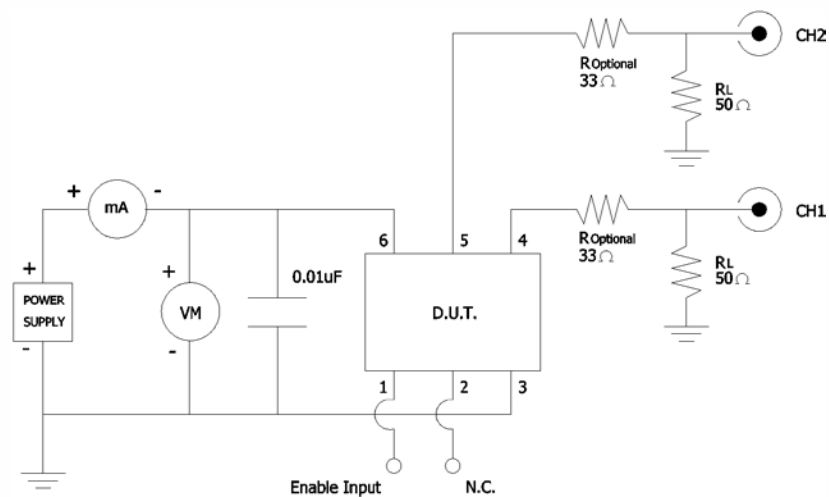 CH2
ROptional
33Ω
RL
50Ω
+ mA -
CH1
6 5 4
ROptional
33Ω
RL
50Ω
+
POWER
SUPPLY
-
+
VM
-
0.01uF
D.U.T.
1 2 3
Enable Input
N.C.